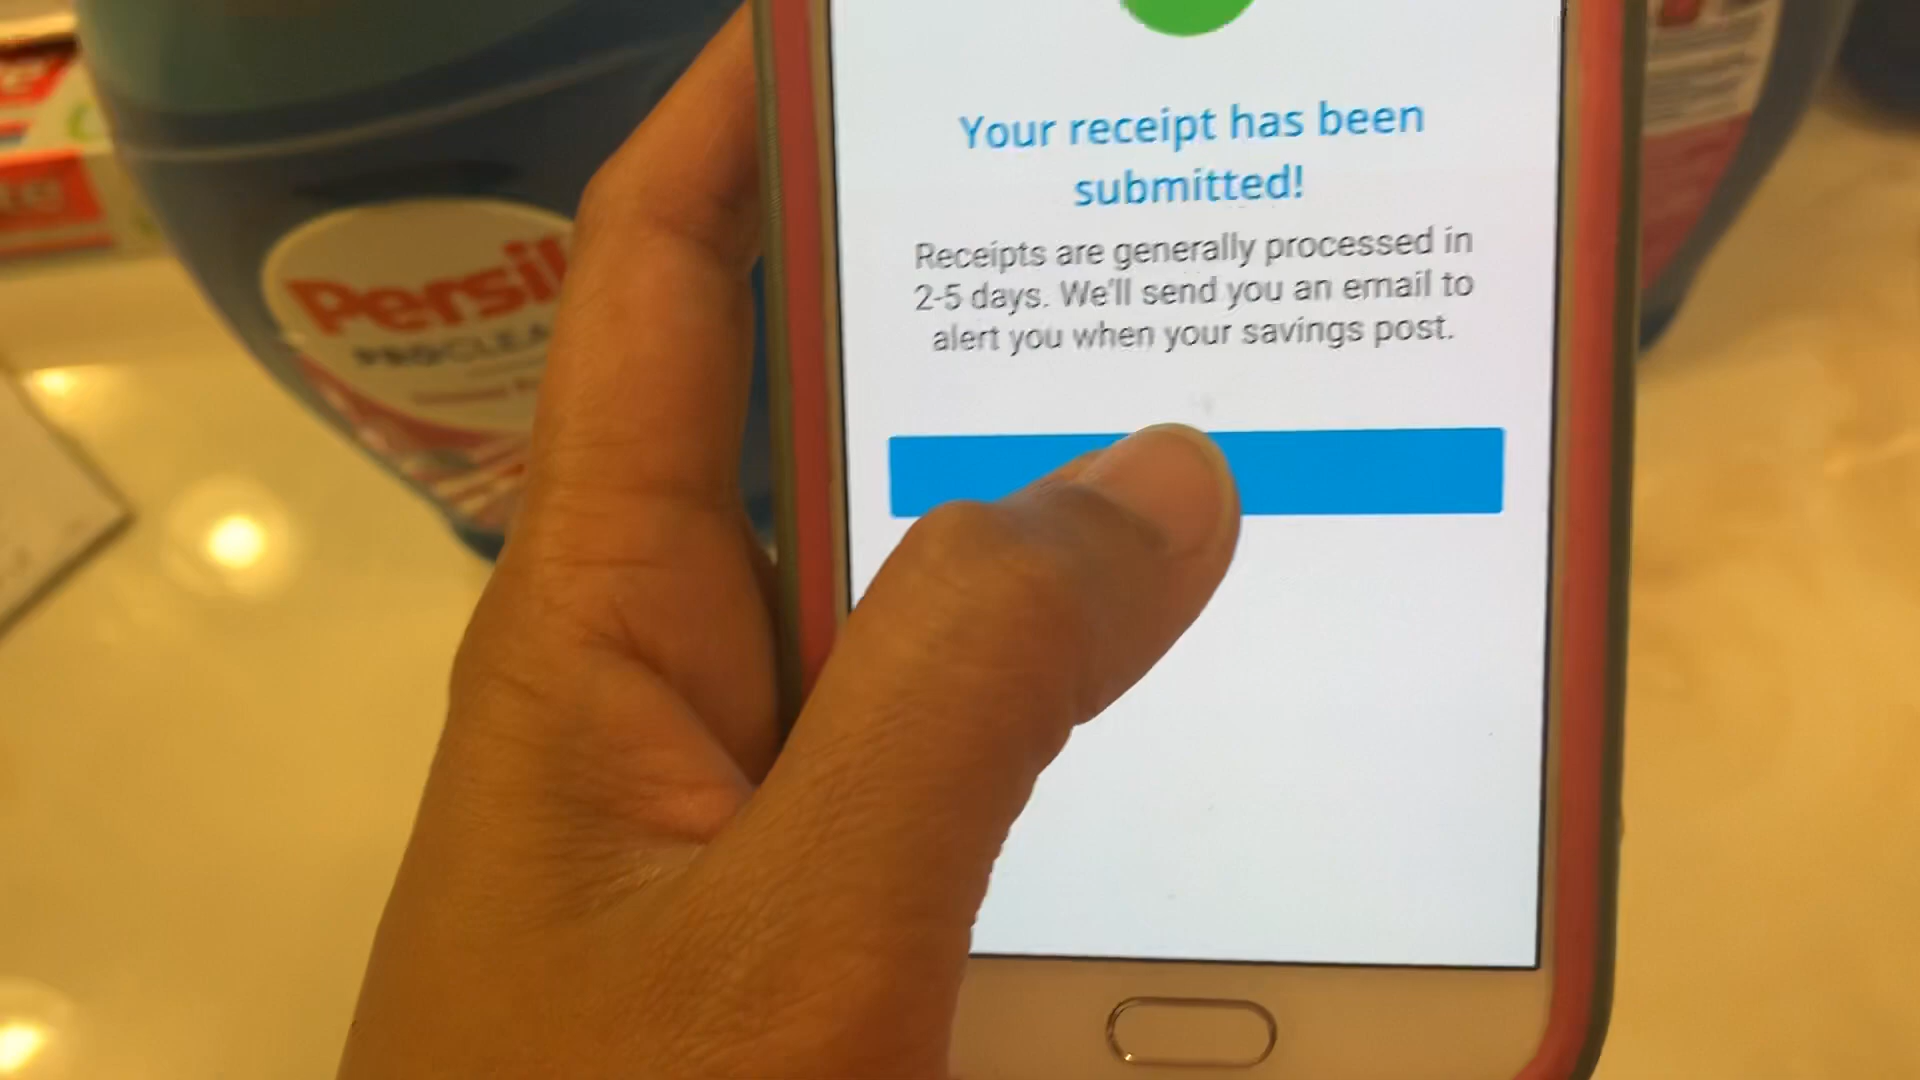 Your receipt has been
submitted!
Receipts are generally processed in
2-5 days. We'll send you an email to
alert you when your savings post.
Persil
PROCLEA